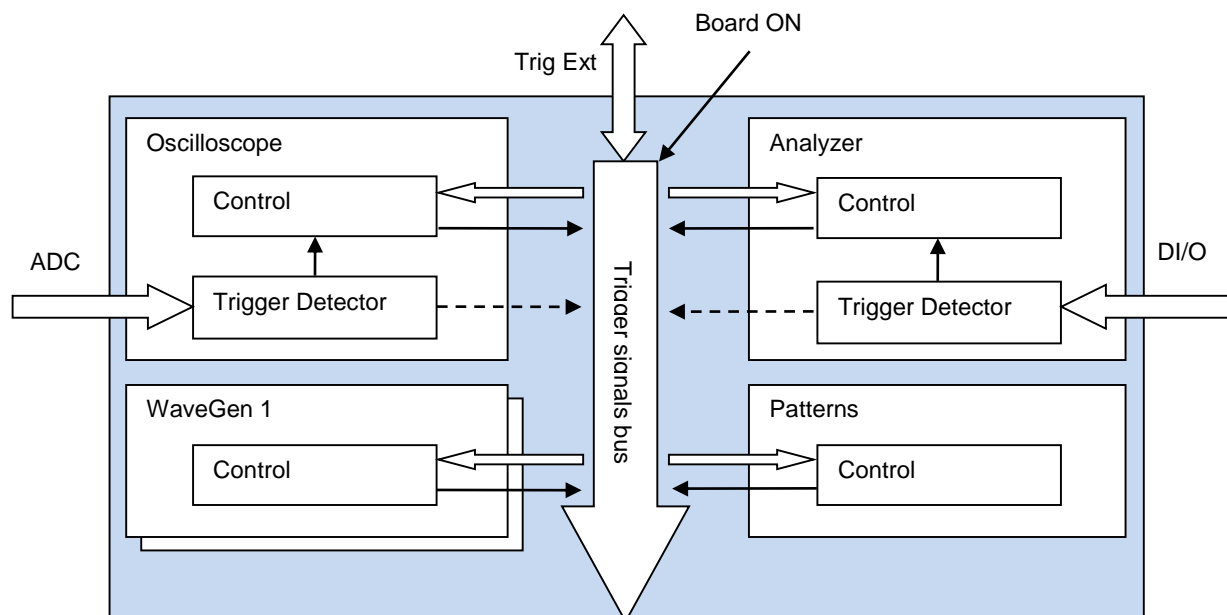 Board ON
Trig Ext
Oscilloscope
Analyzer
Control
Control
ADC
DI/O
Trigger Detector
Trigger Detector
Trigger signals bus
WaveGen 1
Patterns
Control
Control